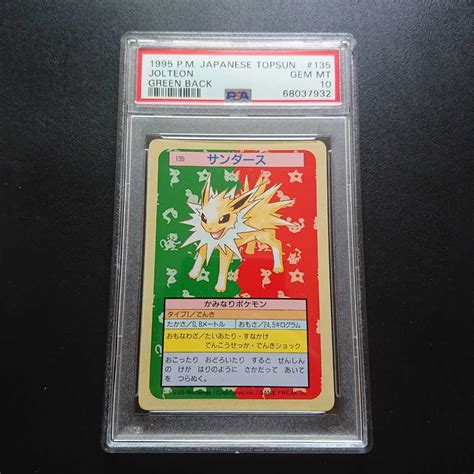 1995 P.M. JAPANESE TOPSUN #135
JOLTEON GEM MT
GREEN BACK 10
PSA 68037932
135 サンダース
かみなりポケモン
タイプ1/でんき
たかさ/0,8メートル おもさ/24,5キログラム
おもなわざ/たいあたり・すなかけ
でんこうせっか・でんきショック
おこったり おどろいたり すると ぜんしんの
け が はりのように さかだって あいて
を つらぬく。